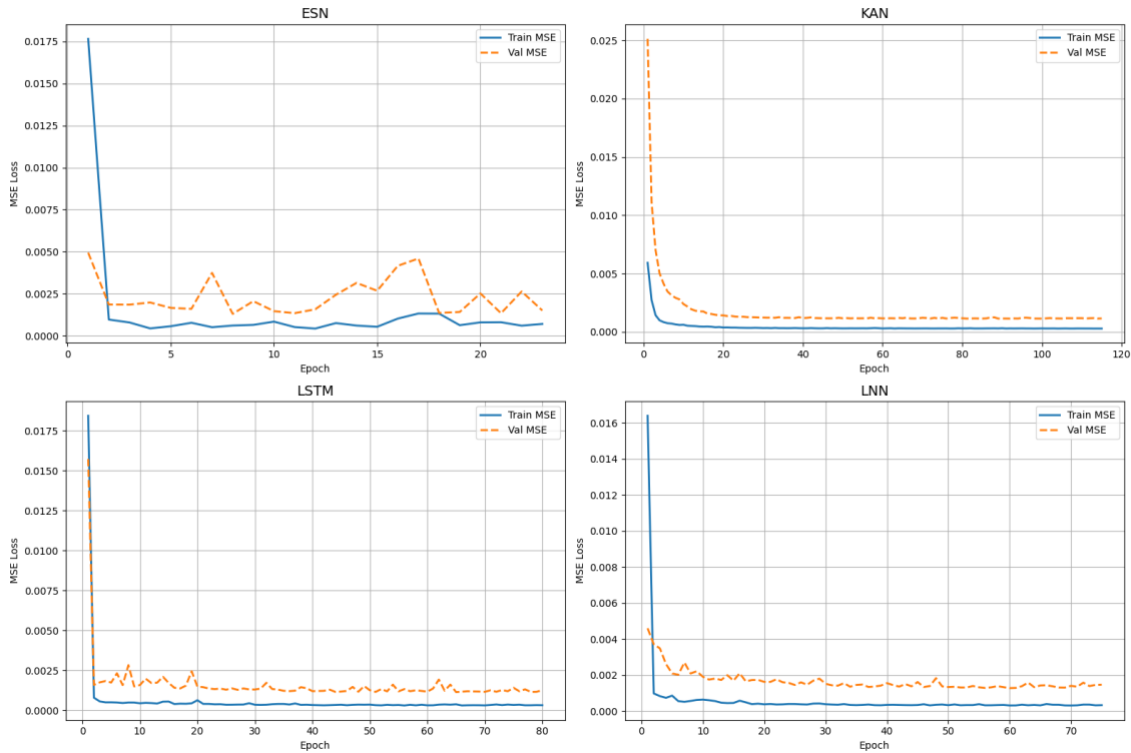 ESN
MSE Loss
0.0175
0.0150
0.0125
0.0100
0.0075
0.0050
0.0025
0.0000
0 5 10 15 20
Epoch
Train MSE
Val MSE
KAN
MSE Loss
0.025
0.020
0.015
0.010
0.005
0.000
0 20 40 60 80 100 120
Epoch
Train MSE
Val MSE
LSTM
MSE Loss
0.0175
0.0150
0.0125
0.0100
0.0075
0.0050
0.0025
0.0000
0 10 20 30 40 50 60 70 80
Epoch
Train MSE
Val MSE
LNN
MSE Loss
0.016
0.014
0.012
0.010
0.008
0.006
0.004
0.002
0.000
0 10 20 30 40 50 60 70
Epoch
Train MSE
Val MSE